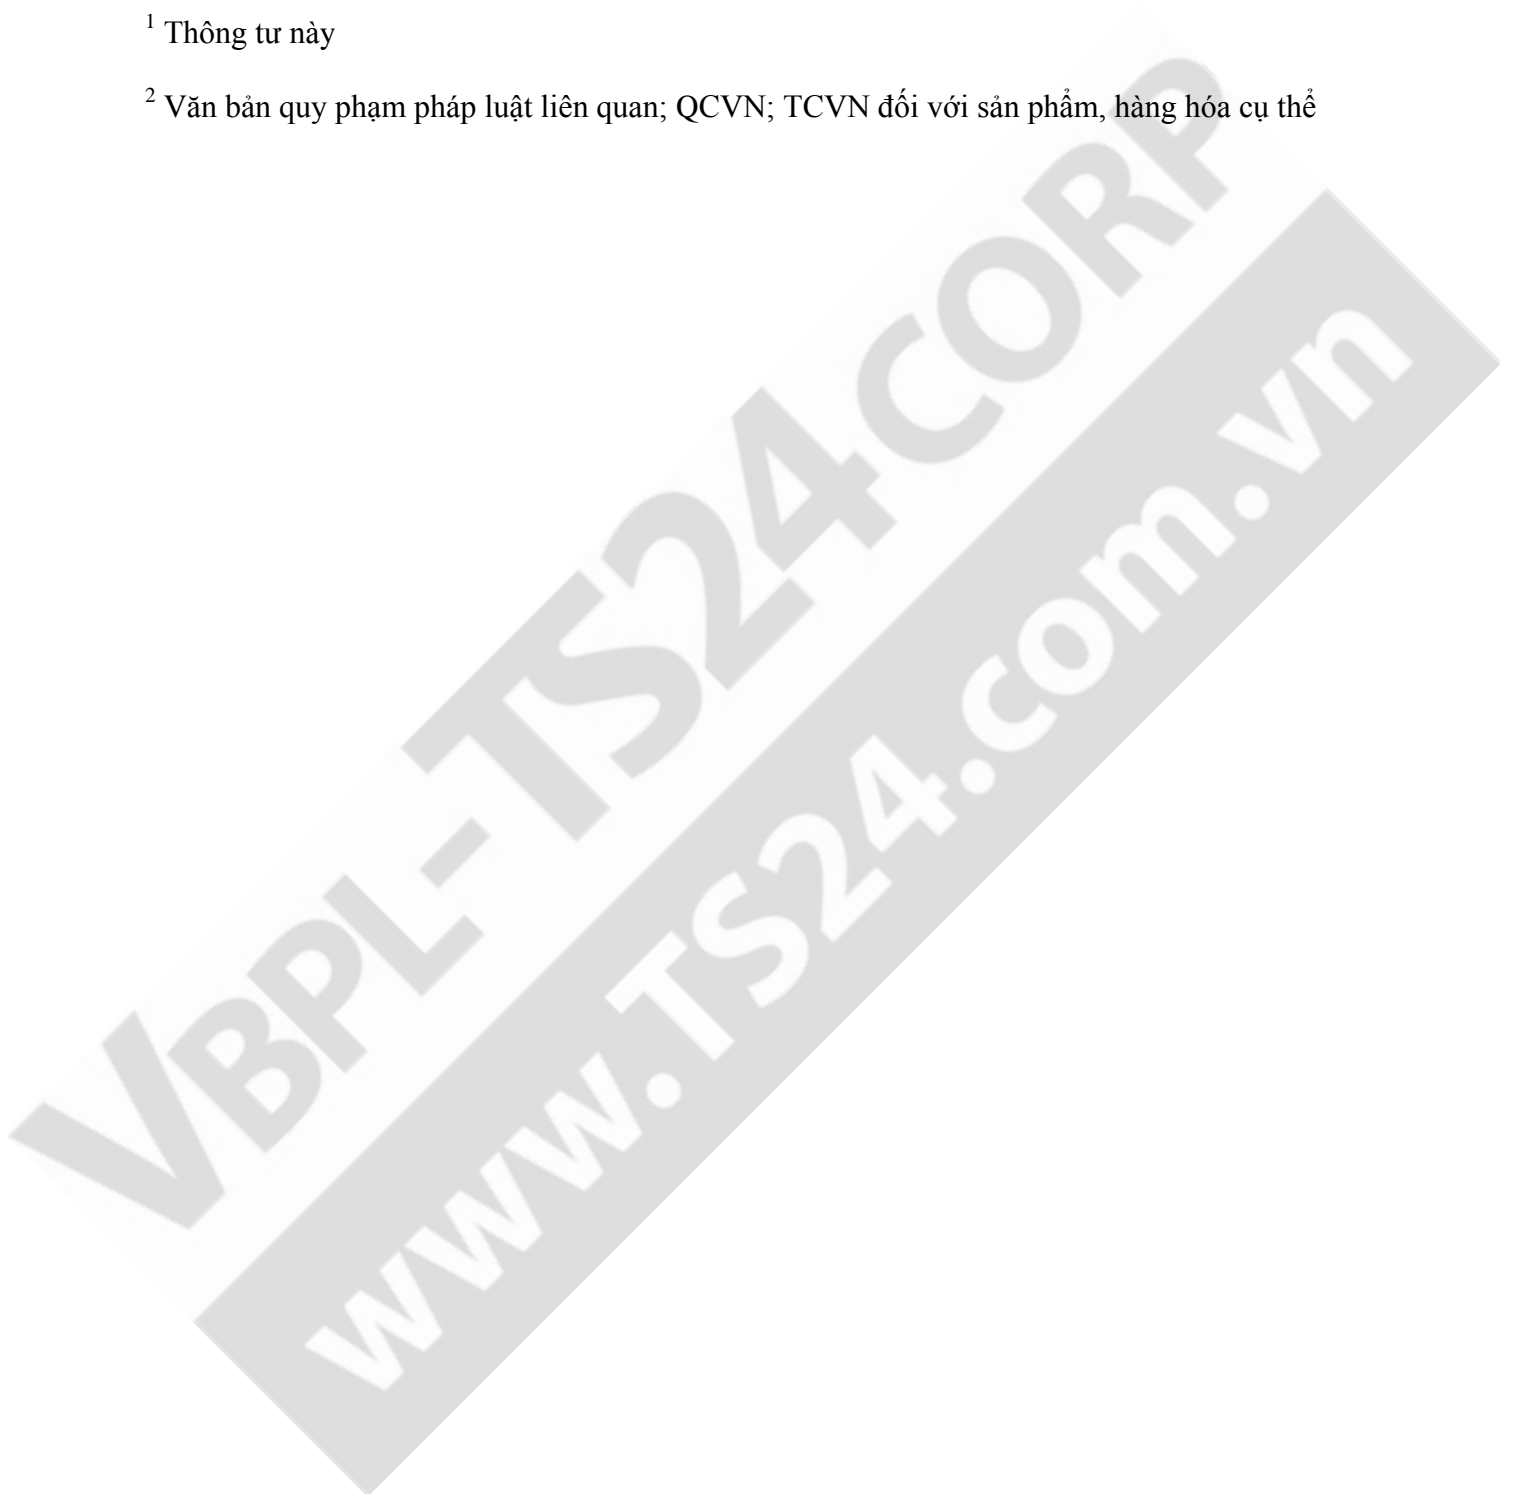 ¹ Thông tư này
² Văn bản quy phạm pháp luật liên quan; QCVN; TCVN đối với sản phẩm, hàng hóa cụ thể
VBPL-TS24CORP
www.TS24.com.vn